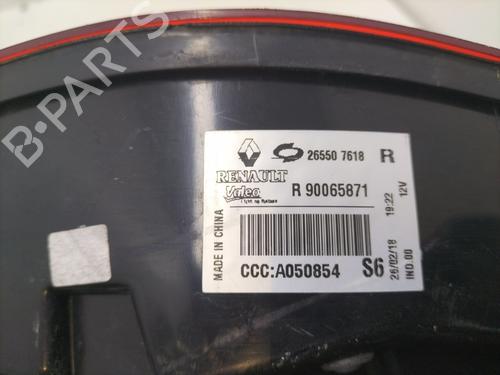 B-PARTS
26550 7618 R
RENAULT
Valeo
R 90065871
MADE IN CHINA
CCC:A050854 S6
19:22 12V
26/02/18 IND.00